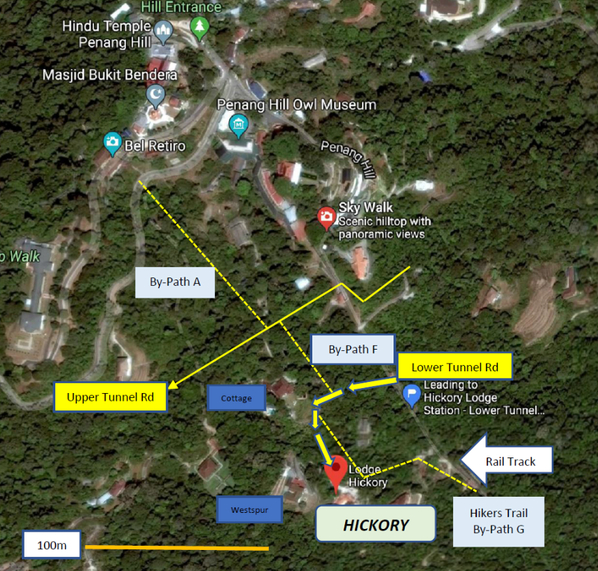 Hill Entrance
Hindu Temple
Penang Hill
Masjid Bukit Bendera
Penang Hill Owl Museum
Bel Retiro
Penang Hill
Sky Walk
Scenic hilltop with
panoramic views
o Walk
By-Path A
By-Path F
Lower Tunnel Rd
Upper Tunnel Rd
Cottage
Leading to
Hickory Lodge
Station - Lower Tunnel...
Rail Track
Lodge
Hickory
Westspur
HICKORY
Hikers Trail
By-Path G
100m